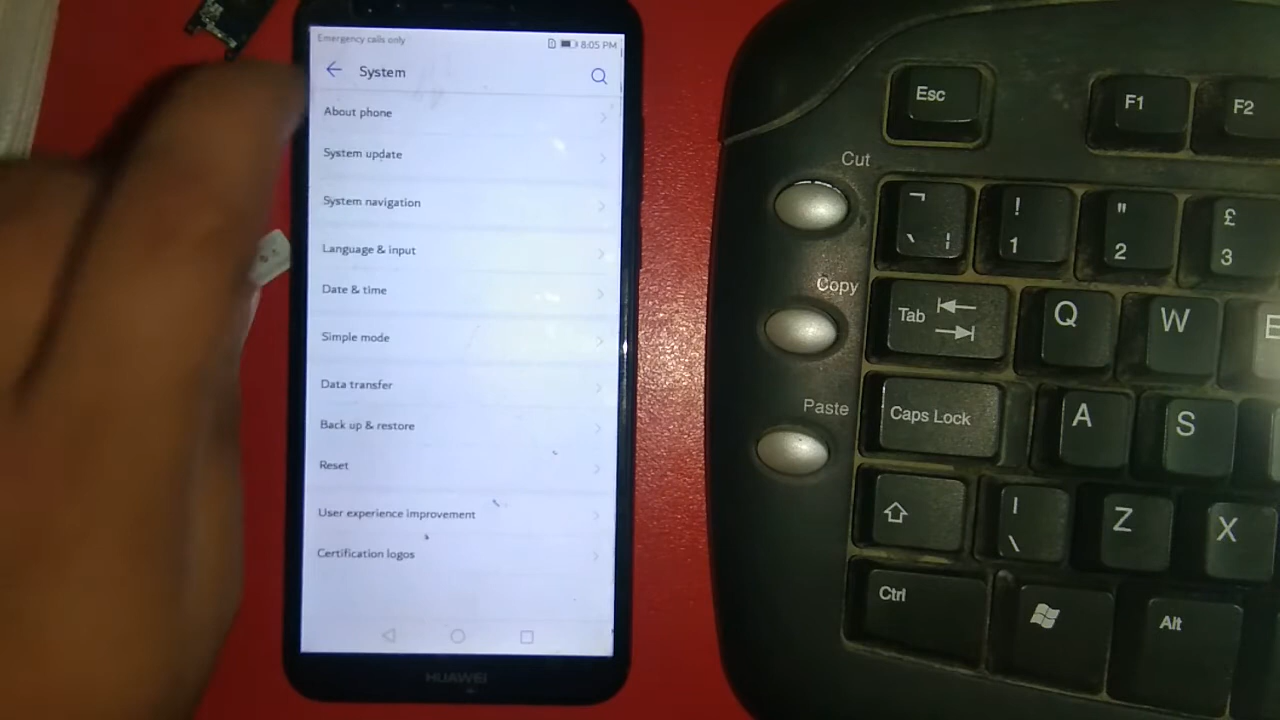 Emergency calls only
8:05 PM
System
About phone
System update
System navigation
Language & input
Date & time
Simple mode
Data transfer
Back up & restore
Reset
User experience improvement
Certification logos
HUAWEI
Esc
F1
F2
Cut
¬
` ¦
!
1
"
2
£
3
Copy
Tab
Q
W
E
Paste
Caps Lock
A
S
|
\
Z
X
Ctrl
Alt